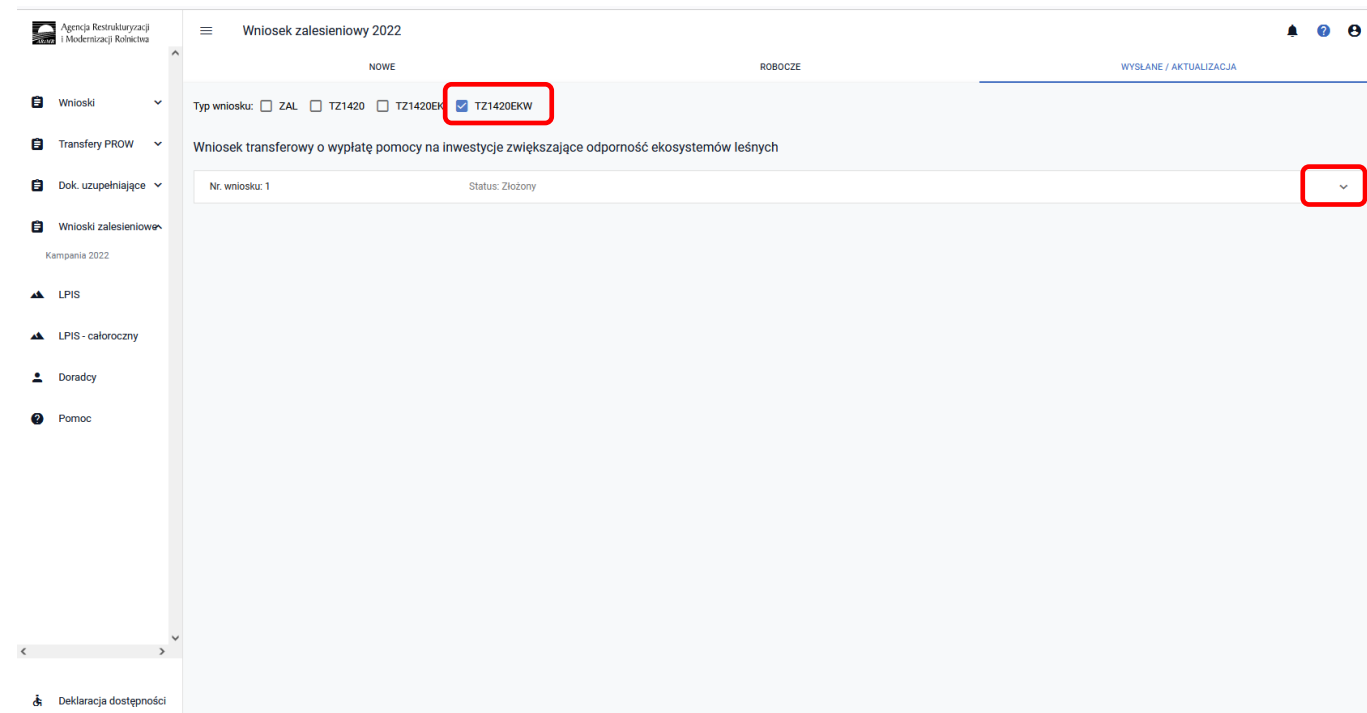 Agencja Restrukturyzacji
i Modernizacji Rolnictwa
ARiMR
Wniosek zalesieniowy 2022
NOWE
ROBOCZE
WYSŁANE / AKTUALIZACJA
Wnioski
Transfery PROW
Dok. uzupełniające
Wnioski zalesieniowe
Kampania 2022
LPIS
LPIS - całoroczny
Doradcy
Pomoc
Deklaracja dostępności
Typ wniosku: ZAL TZ1420 TZ1420EK TZ1420EKW
Wniosek transferowy o wypłatę pomocy na inwestycje zwiększające odporność ekosystemów leśnych
Nr. wniosku: 1 Status: Złożony